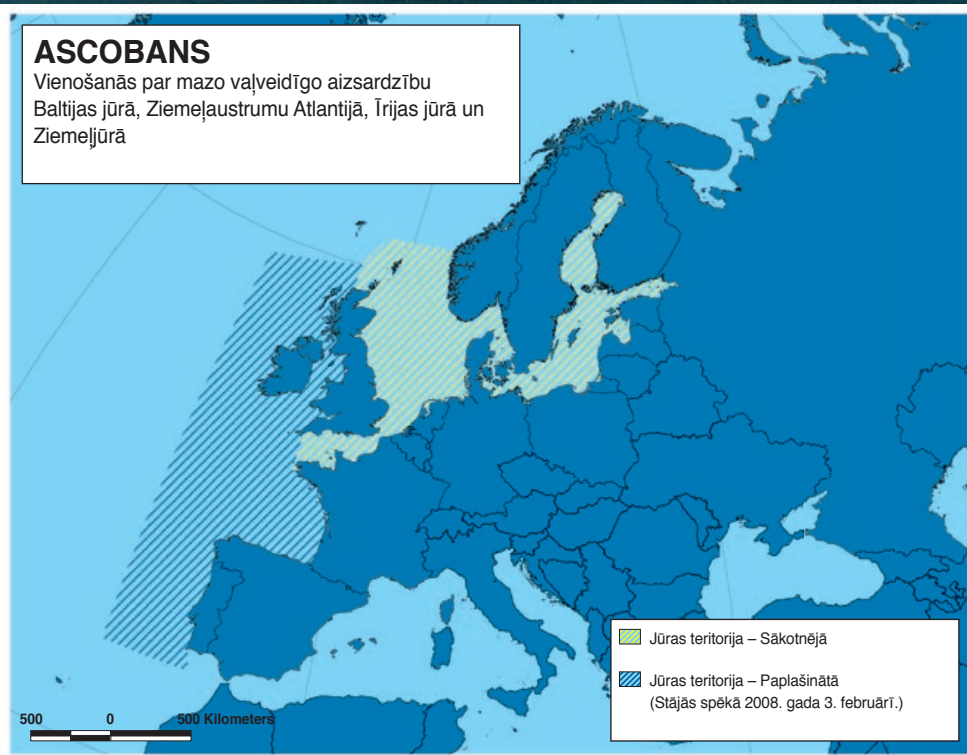 ASCOBANS
Vienošanās par mazo vaļveidīgo aizsardzību
Baltijas jūrā, Ziemeļaustrumu Atlantijā, Īrijas jūrā un
Ziemeļjūrā
Jūras teritorija – Sākotnējā
Jūras teritorija – Paplašinātā
(Stājās spēkā 2008. gada 3. februārī.)
500 0 500 Kilometers